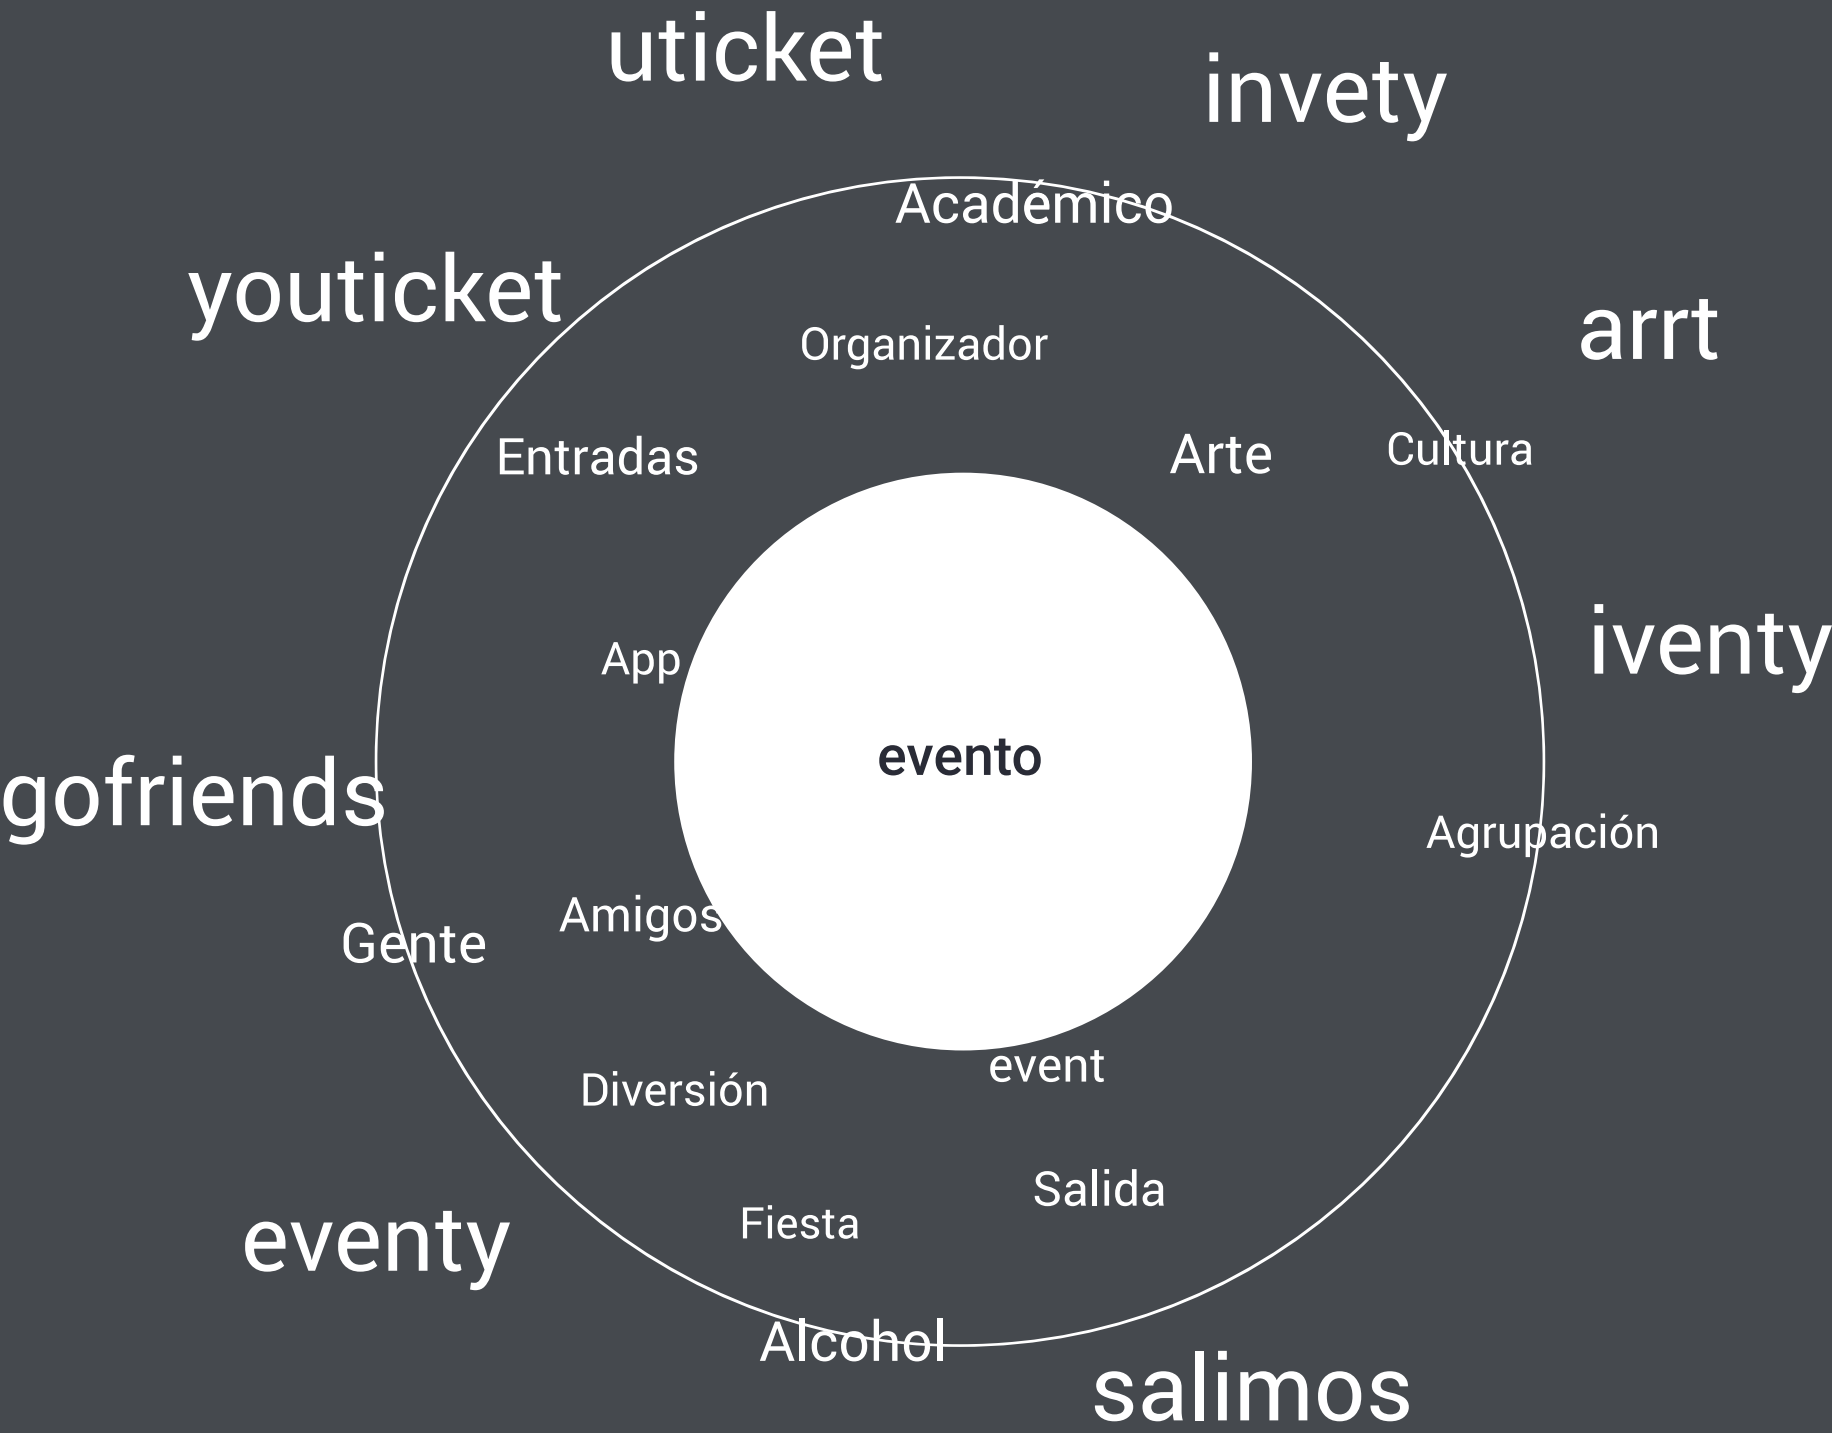 uticket
invety
Académico
youticket
arrt
Organizador
Entradas
Arte
Cultura
App
iventy
evento
gofriends
Agrupación
Amigos
Gente
event
Diversión
Salida
Fiesta
eventy
Alcohol
salimos